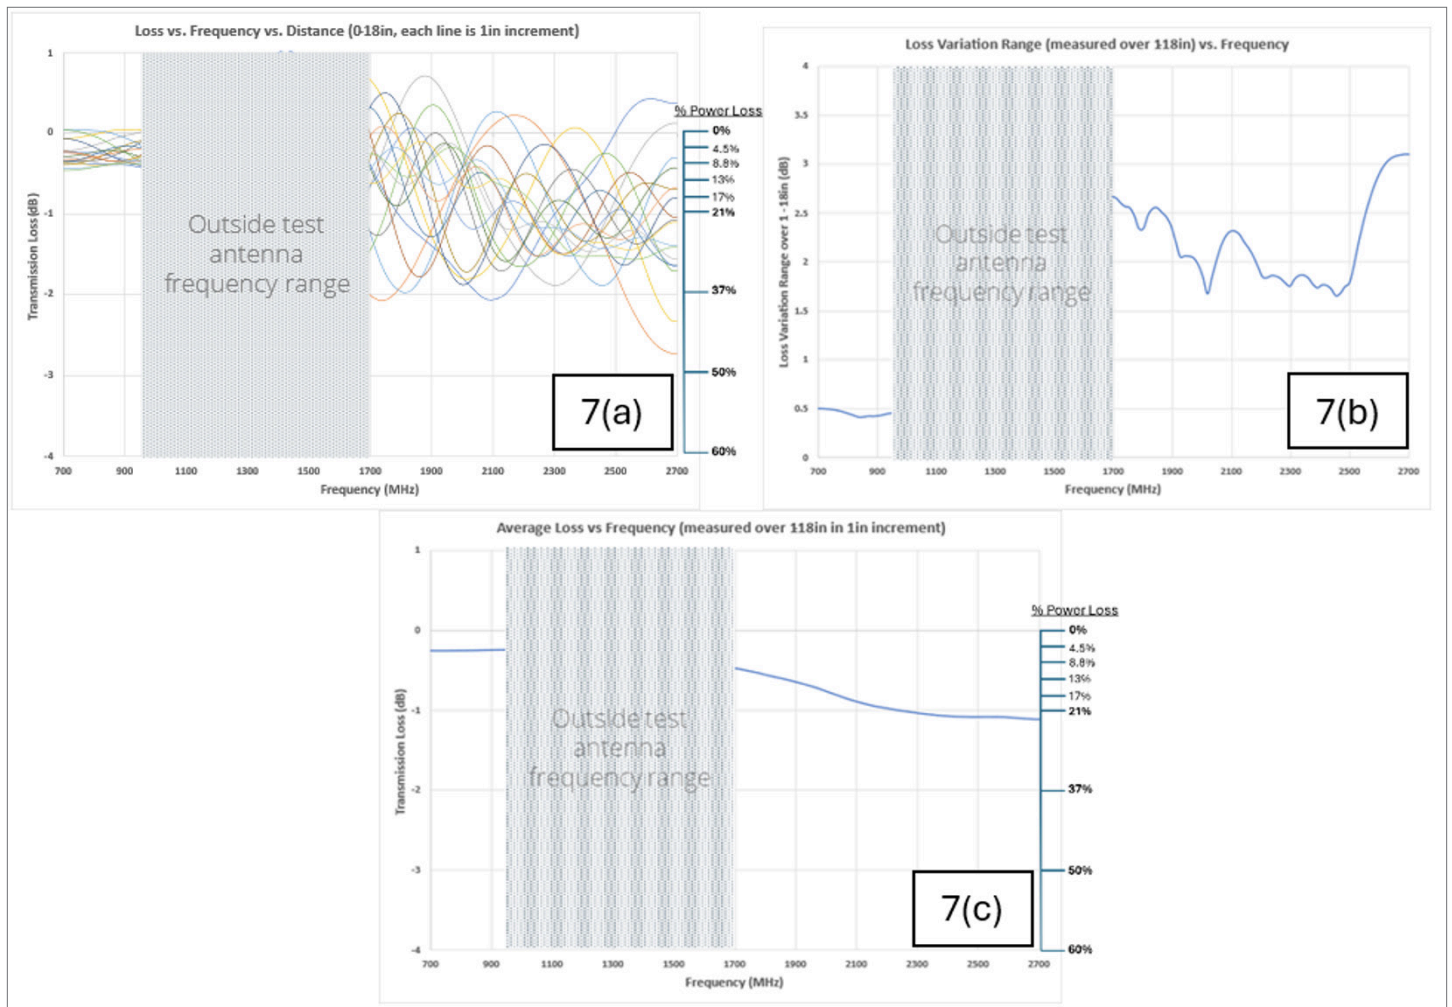 Loss vs. Frequency vs. Distance (0-18in, each line is 1in increment)
1
0
-1
-2
-3
-4
Transmission Loss (dB)
700 900 1100 1300 1500 1700 1900 2100 2300 2500 2700
Frequency (MHz)
Outside test
antenna
frequency range
% Power Loss
0%
4.5%
8.8%
13%
17%
21%
37%
50%
60%
7(a)
Loss Variation Range (measured over 118in) vs. Frequency
4
3.5
3
2.5
2
1.5
1
0.5
0
Loss Variation Range over 1 - 18in (dB)
700 900 1100 1300 1500 1700 1900 2100 2300 2500 2700
Frequency (MHz)
Outside test
antenna
frequency range
7(b)
Average Loss vs Frequency (measured over 118in in 1in increment)
1
0
-1
-2
-3
-4
Transmission Loss (dB)
700 900 1100 1300 1500 1700 1900 2100 2300 2500 2700
Frequency (MHz)
Outside test
antenna
frequency range
% Power Loss
0%
4.5%
8.8%
13%
17%
21%
37%
50%
60%
7(c)